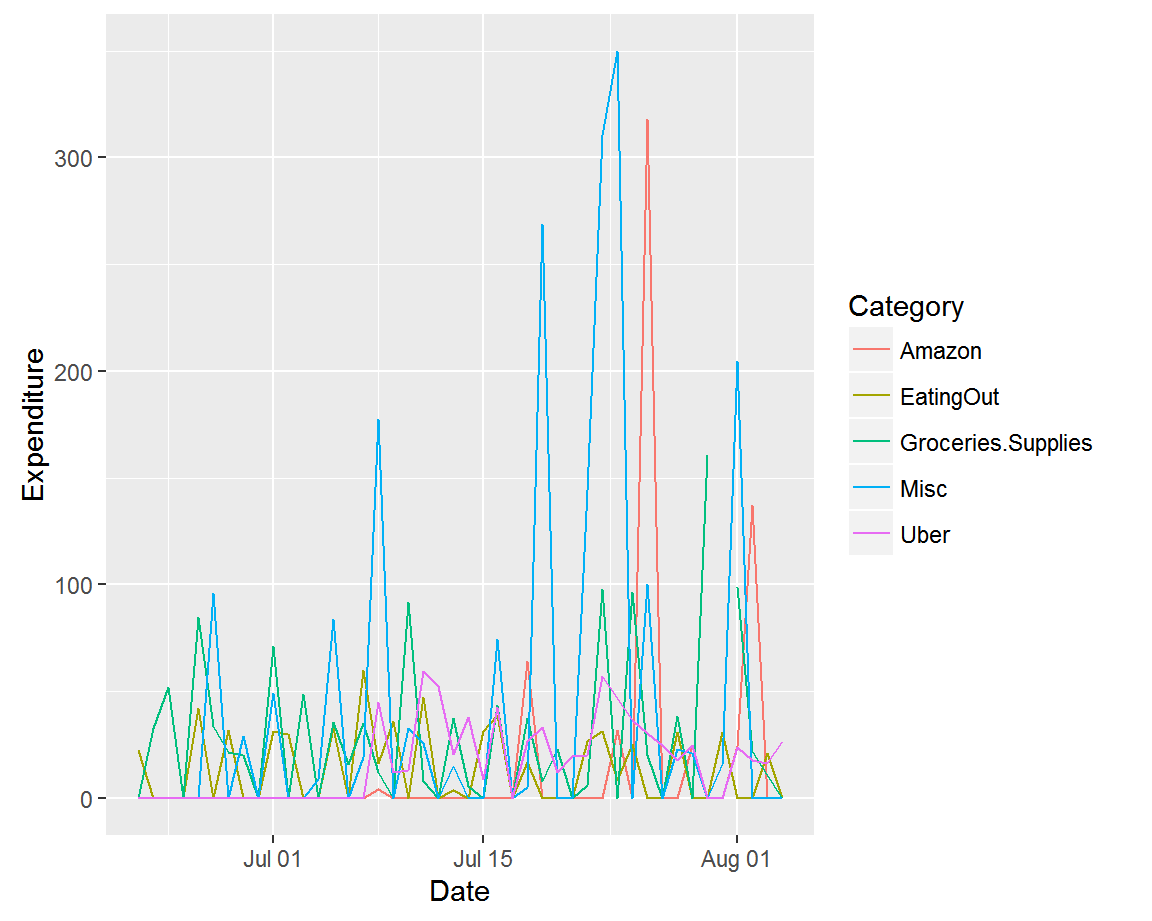 Expenditure
300
200
100
0
Jul 01
Jul 15
Aug 01
Date
Category
Amazon
EatingOut
Groceries.Supplies
Misc
Uber